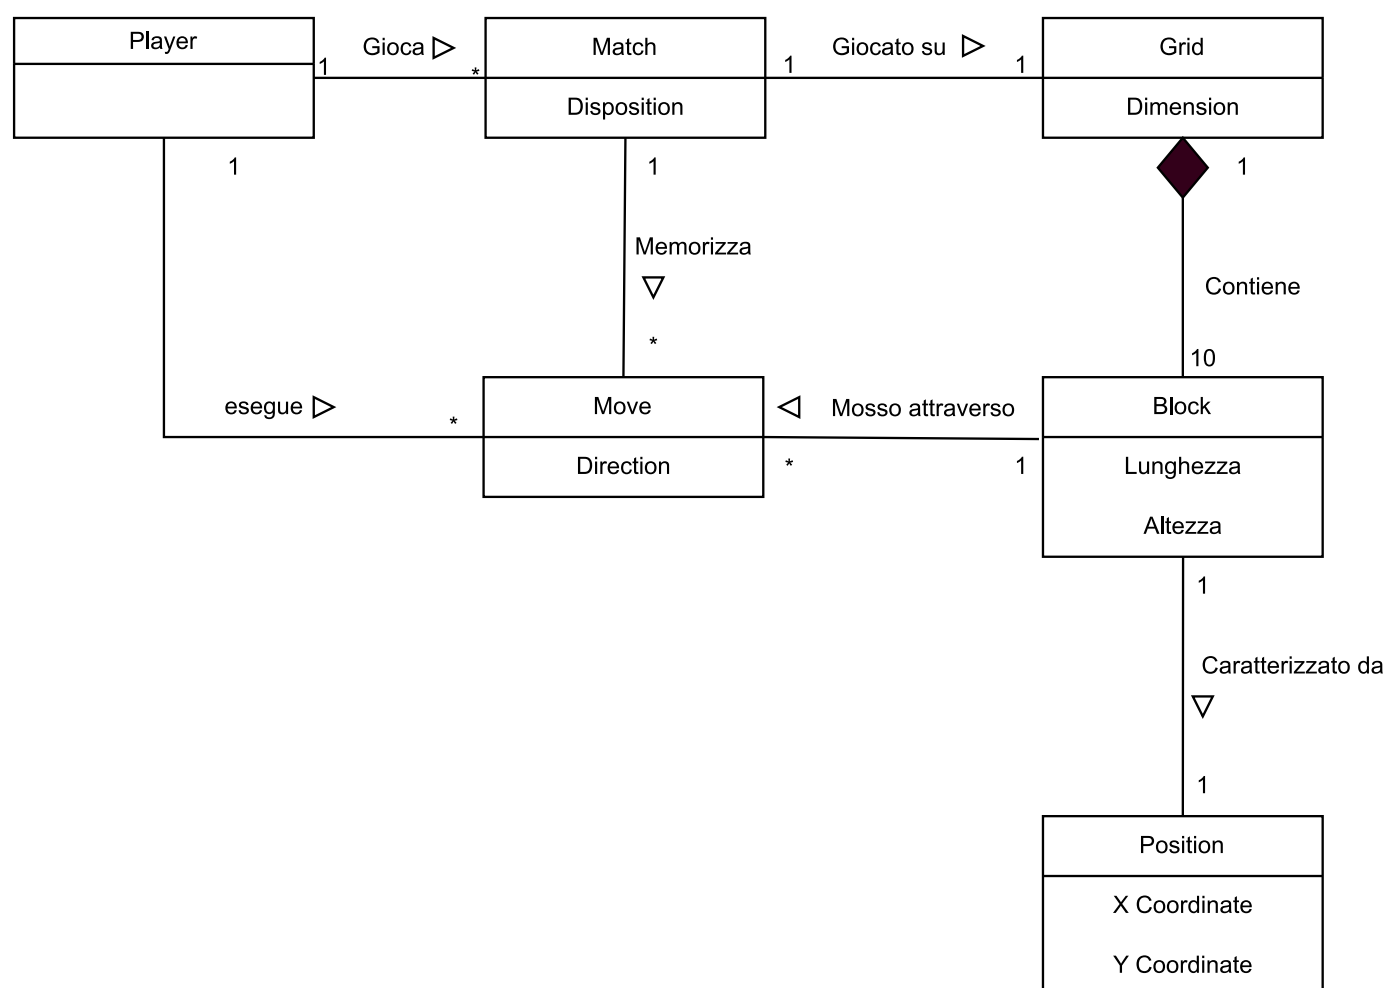 Player
1
Gioca
*
Match
Disposition
1
Giocato su
1
Grid
Dimension
1
1
1
Memorizza
*
Contiene
10
esegue
*
Move
Direction
Mosso attraverso
*
1
Block
Lunghezza
Altezza
1
Caratterizzato da
1
Position
X Coordinate
Y Coordinate